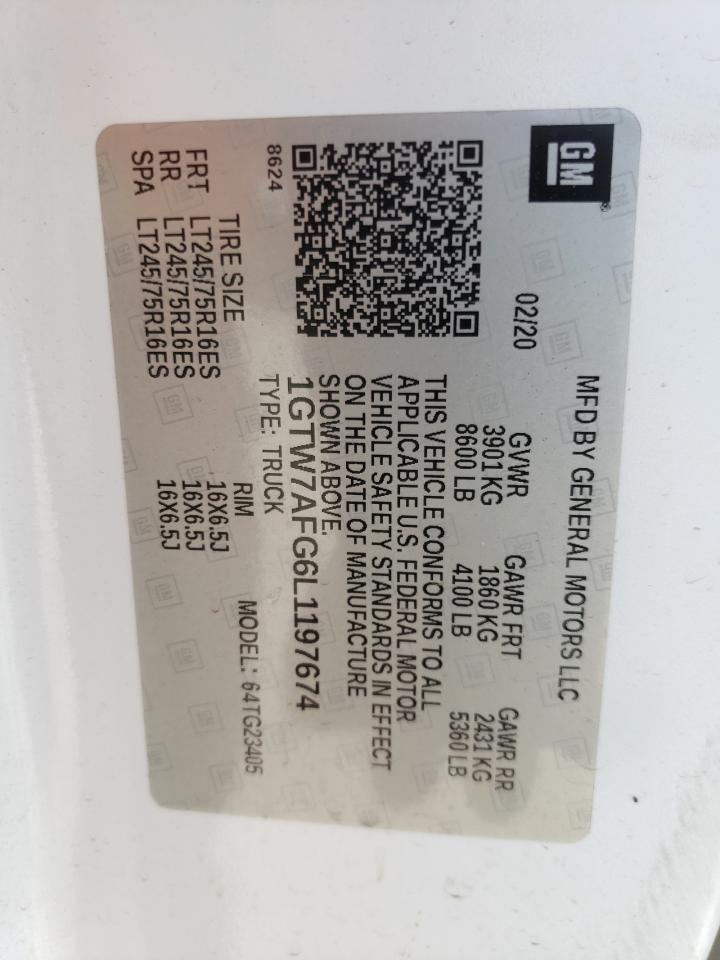 GM
MFD BY GENERAL MOTORS LLC
02/20
GVWR GAWR FRT. GAWR RR
3901 KG 1860 KG 2431 KG
8600 LB 4100 LB 5360 LB
THIS VEHICLE CONFORMS TO ALL
APPLICABLE U.S. FEDERAL MOTOR
VEHICLE SAFETY STANDARDS IN EFFECT
ON THE DATE OF MANUFACTURE
SHOWN ABOVE.
1GTW7AFG6L1197674
8624 TYPE: TRUCK
MODEL: 64TG23405
TIRE SIZE RIM
FRT LT245/75R16ES 16X6.5J
RR LT245/75R16ES 16X6.5J
SPA LT245/75R16ES 16X6.5J